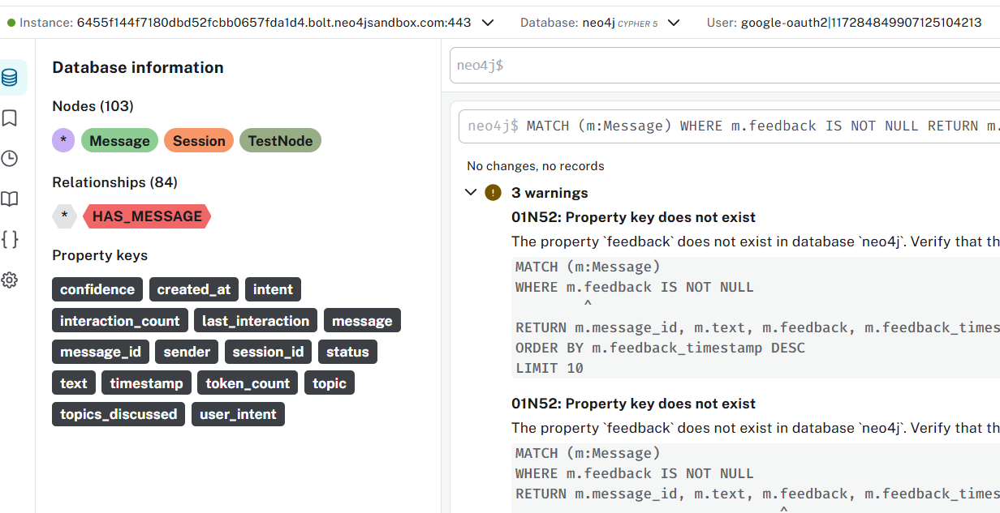 Instance: 6455f144f7180dbd52fcbb0657fda1d4.bolt.neo4jsandbox.com:443 Database: neo4j CYPHER 5 User: google-oauth2|117284849907125104213
Database information
Nodes (103)
* Message Session TestNode
Relationships (84)
* HAS_MESSAGE
Property keys
confidence created_at intent
interaction_count last_interaction message
message_id sender session_id status
text timestamp token_count topic
topics_discussed user_intent
neo4j$
neo4j$ MATCH (m:Message) WHERE m.feedback IS NOT NULL RETURN m.
No changes, no records
! 3 warnings
01N52: Property key does not exist
The property `feedback` does not exist in database `neo4j`. Verify that th
MATCH (m:Message)
WHERE m.feedback IS NOT NULL
^
RETURN m.message_id, m.text, m.feedback, m.feedback_times
ORDER BY m.feedback_timestamp DESC
LIMIT 10
01N52: Property key does not exist
The property `feedback` does not exist in database `neo4j`. Verify that th
MATCH (m:Message)
WHERE m.feedback IS NOT NULL
RETURN m.message_id, m.text, m.feedback, m.feedback_times
^